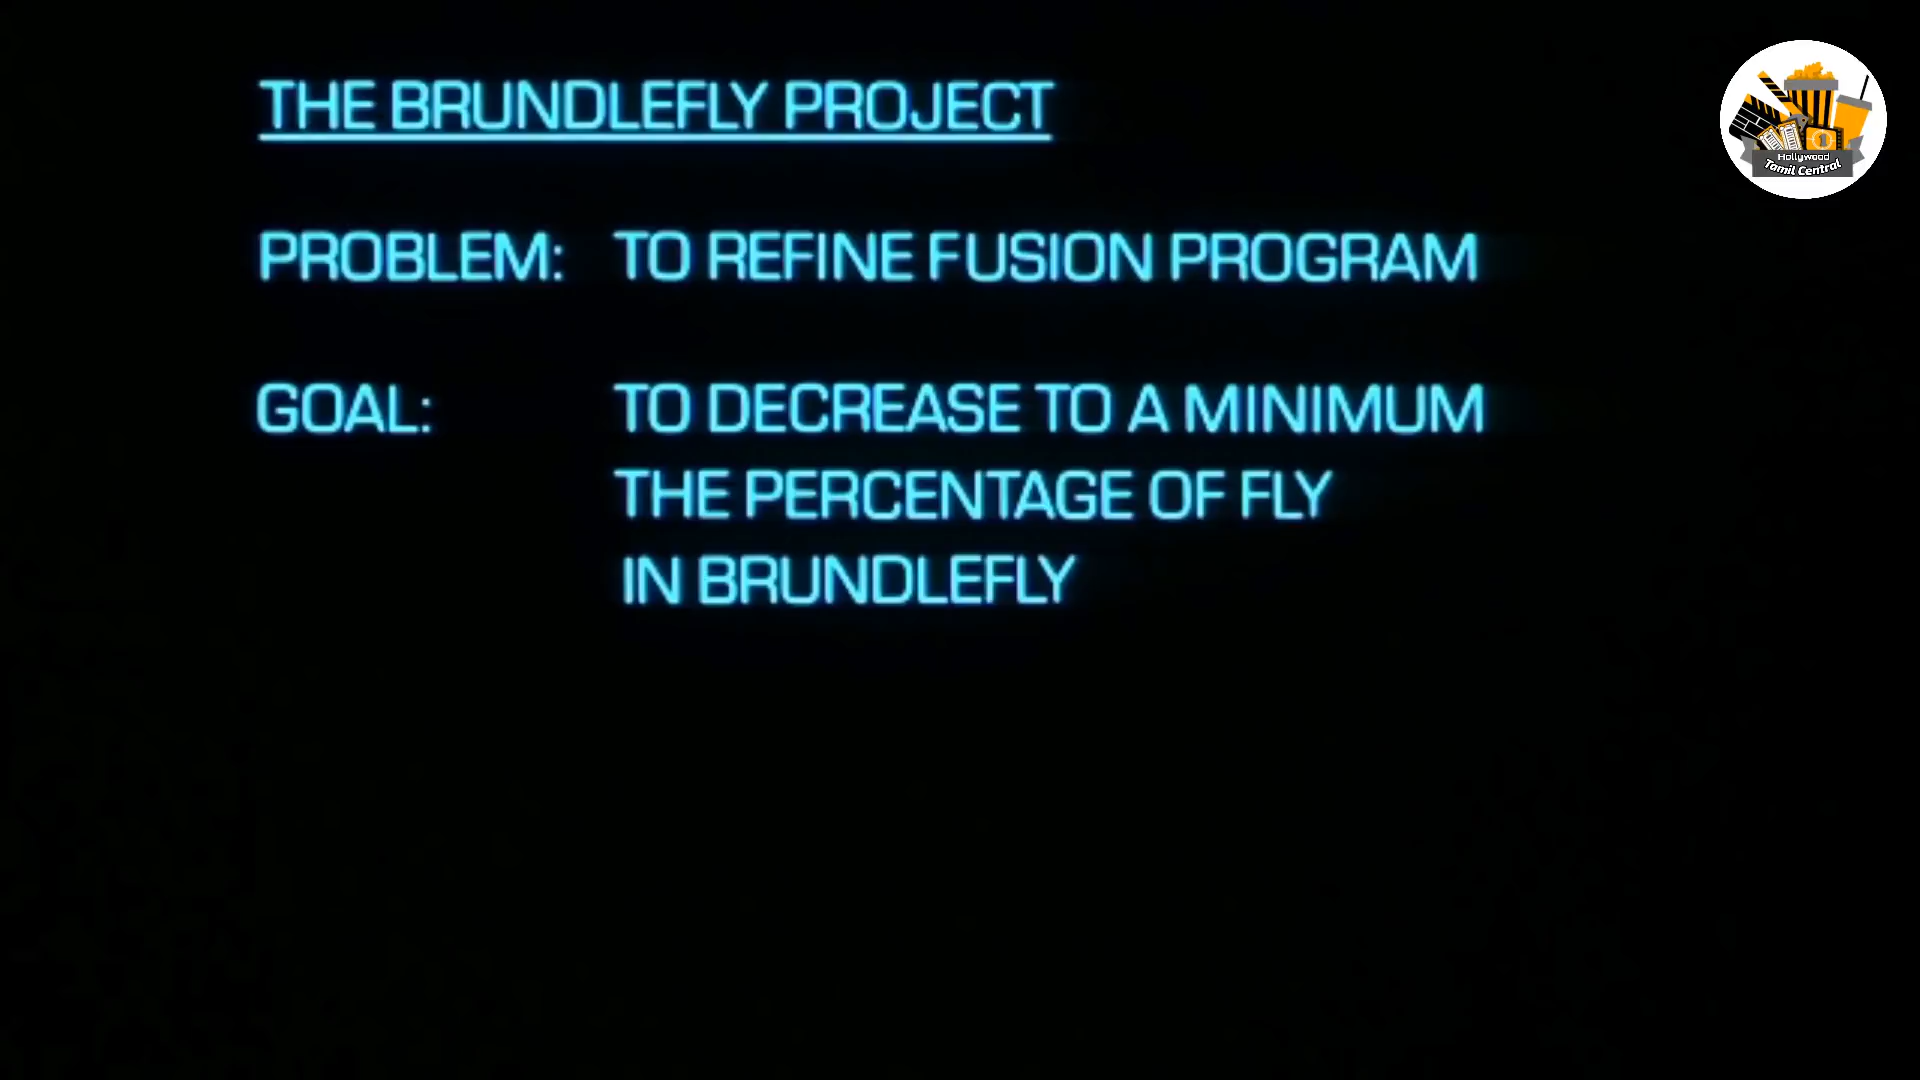 THE BRUNDLEFLY PROJECT
PROBLEM: TO REFINE FUSION PROGRAM
GOAL: TO DECREASE TO A MINIMUM
THE PERCENTAGE OF FLY
IN BRUNDLEFLY
Hollywood
Tamil Central